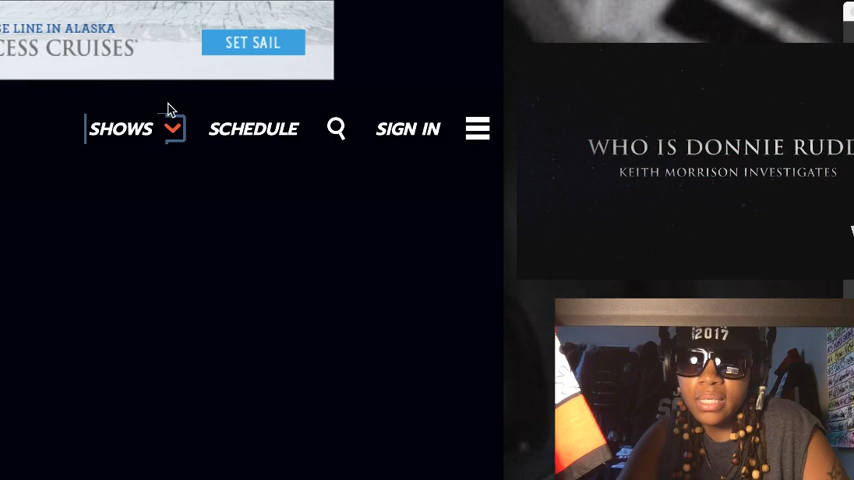 SE LINE IN ALASKA
CESS CRUISES
SET SAIL
SHOWS
SCHEDULE
SIGN IN
WHO IS DONNIE RUDD
KEITH MORRISON INVESTIGATES
2017